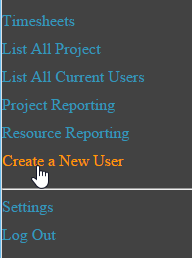 Timesheets
List All Project
List All Current Users
Project Reporting
Resource Reporting
Create a New User
Settings
Log Out